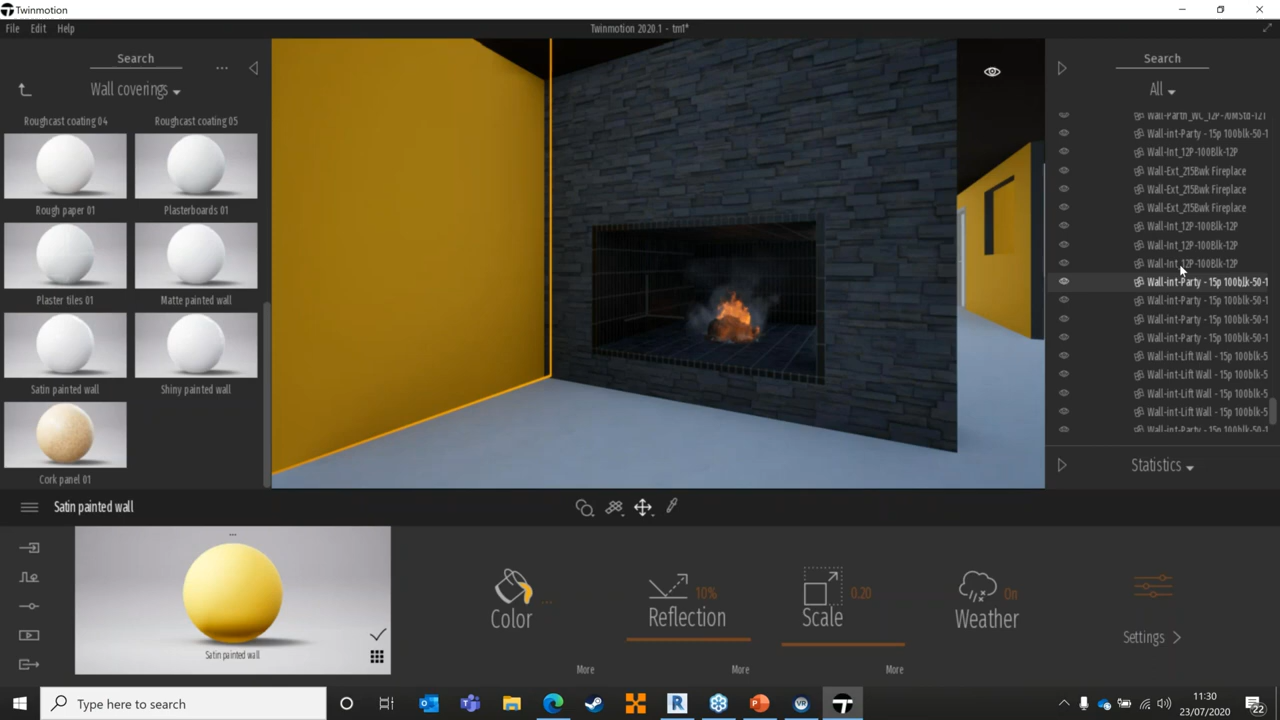 Twinmotion
File Edit Help
Twinmotion 2020.1 - tmt*
Search
...
Wall coverings
Roughcast coating 04
Roughcast coating 05
Rough paper 01
Plasterboards 01
Plaster tiles 01
Matte painted wall
Satin painted wall
Shiny painted wall
Cork panel 01
Search
All
Wall-int-Party - 15p 100blk-50-1
Wall-Int_12P-100Blk-12P
Wall-Ext_215Bwk Fireplace
Wall-Ext_215Bwk Fireplace
Wall-Ext_215Bwk Fireplace
Wall-Int_12P-100Blk-12P
Wall-Int_12P-100Blk-12P
Wall-Int_12P-100Blk-12P
Wall-int-Party - 15p 100blk-50-1
Wall-int-Party - 15p 100blk-50-1
Wall-int-Party - 15p 100blk-50-1
Wall-int-Party - 15p 100blk-50-1
Wall-int-Lift Wall - 15p 100blk-5
Wall-int-Lift Wall - 15p 100blk-5
Wall-int-Lift Wall - 15p 100blk-5
Wall-int-Lift Wall - 15p 100blk-5
Wall-int-Party - 15p 100blk-50-1
Statistics
Satin painted wall
...
Satin painted wall
Color ...
More
Reflection 10%
More
Scale 0.20
More
Weather On
Settings
Type here to search
11:30
23/07/2020
22